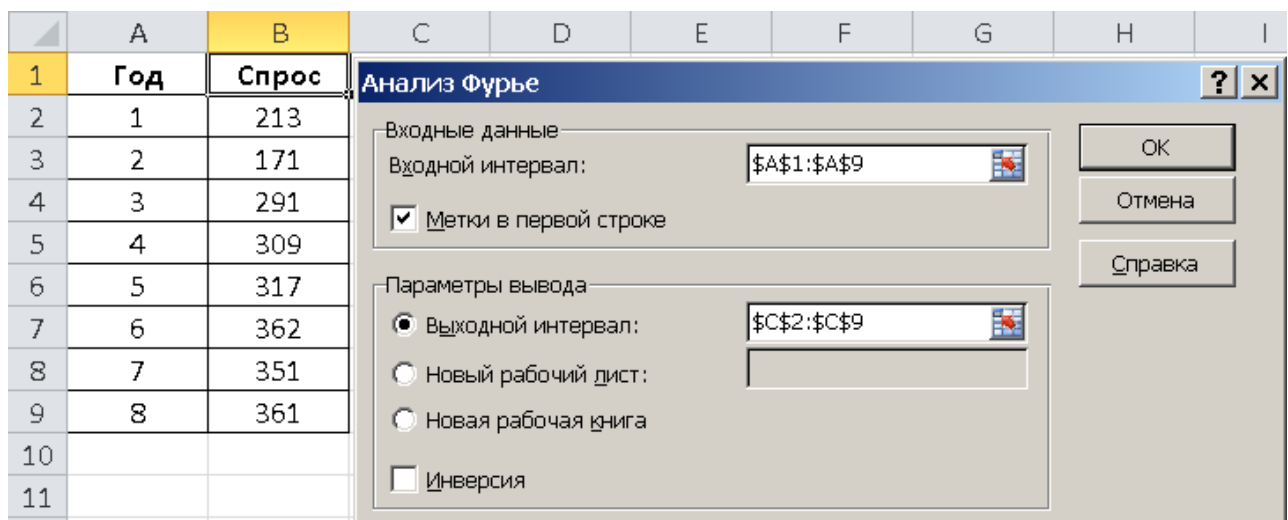 A B C D E F G H I
1 Год Спрос Анализ Фурье ? x
2 1 213 Входные данные
3 2 171 Входной интервал: $A$1:$A$9 ОК
4 3 291 Метки в первой строке Отмена
5 4 309
6 5 317 Параметры вывода Справка
7 6 362 Выходной интервал: $C$2:$C$9
8 7 351 Новый рабочий лист:
9 8 361 Новая рабочая книга
10
11 Инверсия